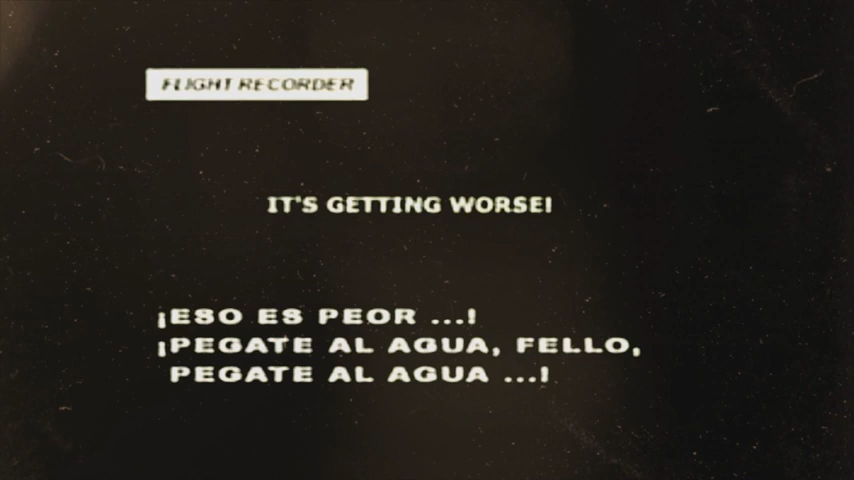 FLIGHT RECORDER
IT'S GETTING WORSE!
¡ESO ES PEOR ...!
¡PEGATE AL AGUA, FELLO,
PEGATE AL AGUA ...!